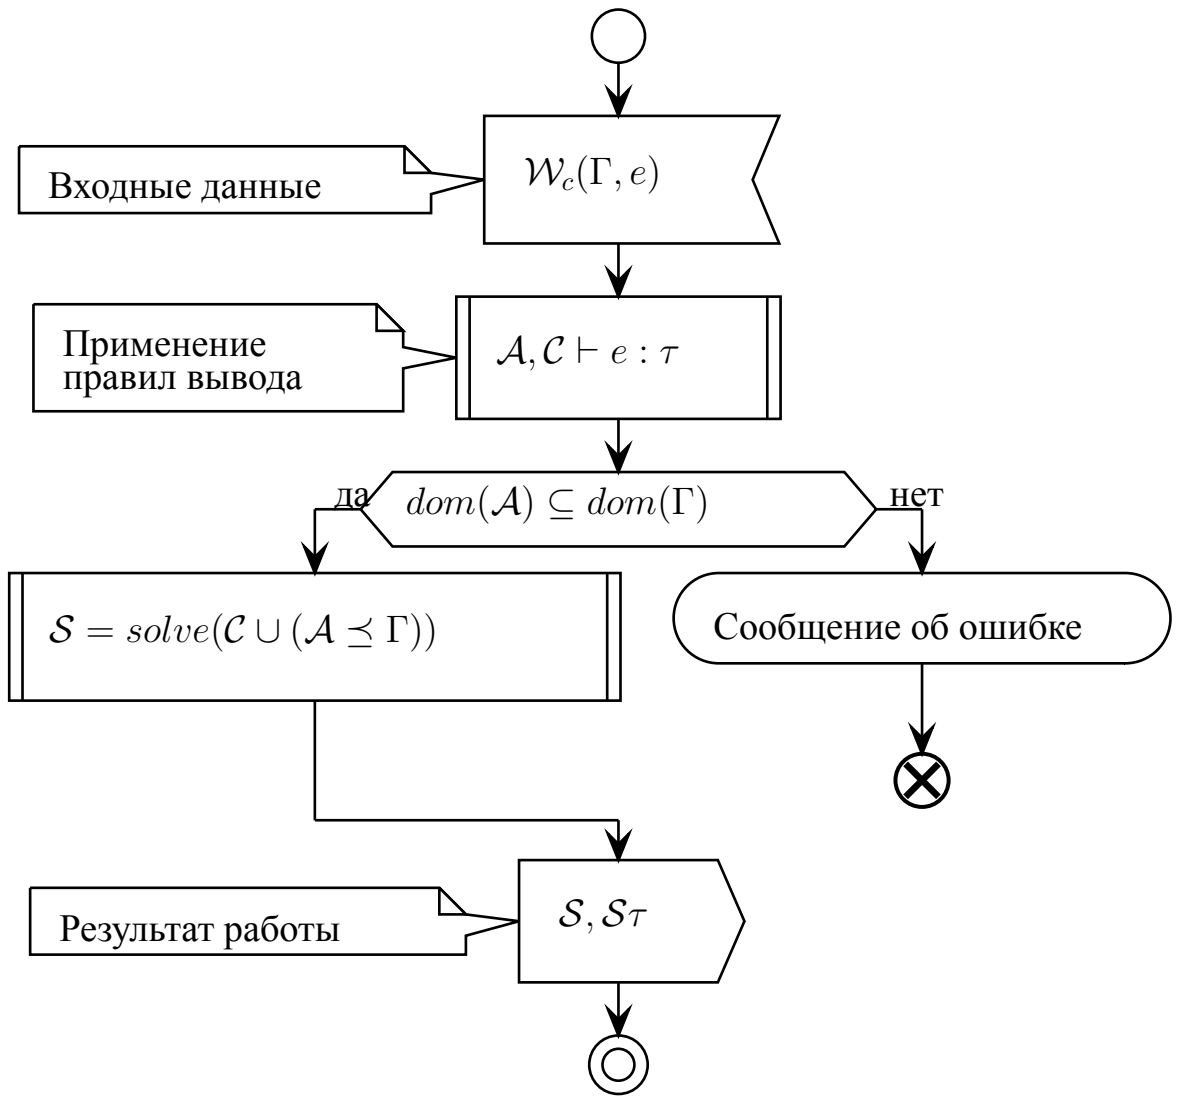 Входные данные
𝒲c(Γ, e)
Применение
правил вывода
𝒜, 𝒞 ⊢ e : τ
да
dom(𝒜) ⊆ dom(Γ)
нет
𝒮 = solve(𝒞 ∪ (𝒜 ⪯ Γ))
Сообщение об ошибке
Результат работы
𝒮, 𝒮τ